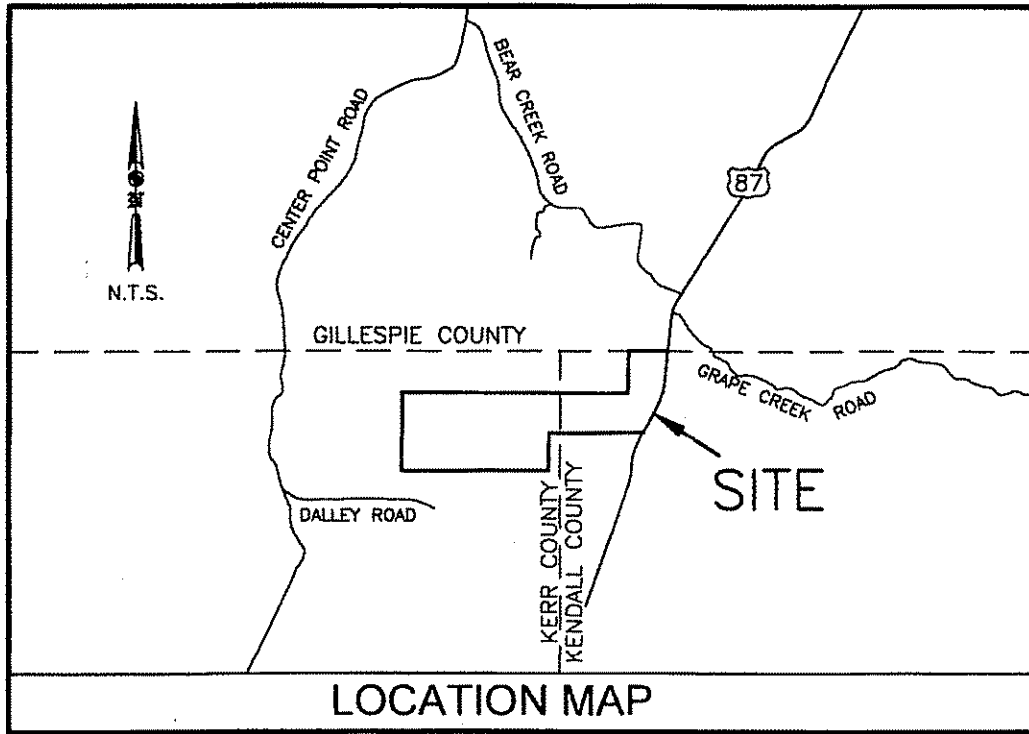 BEAR CREEK ROAD
CENTER POINT ROAD
87
N.T.S.
GILLESPIE COUNTY
GRAPE CREEK ROAD
SITE
DALLEY ROAD
KERR COUNTY
KENDALL COUNTY
LOCATION MAP